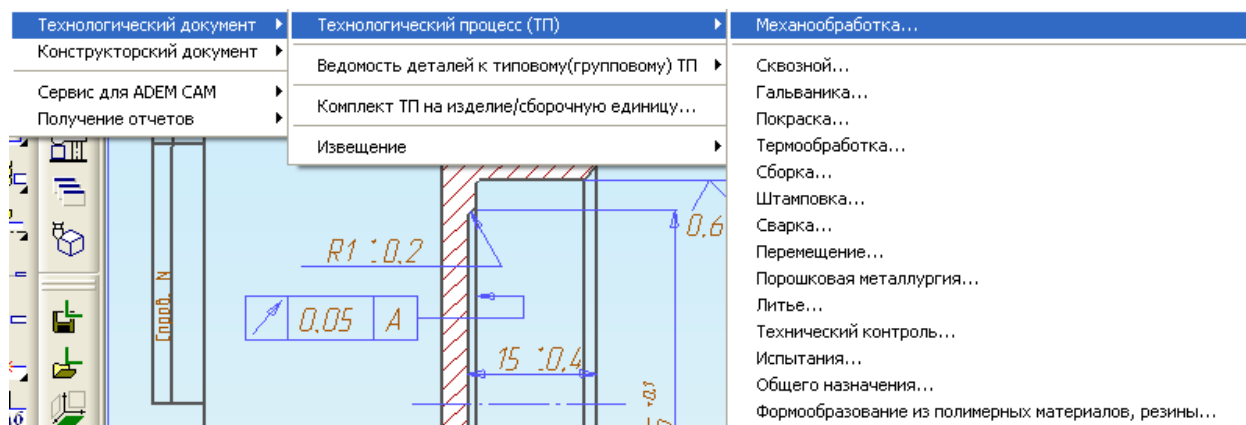 Технологический документ
Конструкторский документ
Сервис для ADEM CAM
Получение отчетов
Технологический процесс (ТП)
Ведомость деталей к типовому(групповому) ТП
Комплект ТП на изделие/сборочную единицу...
Извещение
Механообработка...
Сквозной...
Гальваника...
Покраска...
Термообработка...
Сборка...
Штамповка...
Сварка...
Перемещение...
Порошковая металлургия...
Литье...
Технический контроль...
Испытания...
Общего назначения...
Формообразование из полимерных материалов, резины...
R1 ±0.2
0.05 A
15 ±0.4
0.6
Справ. N